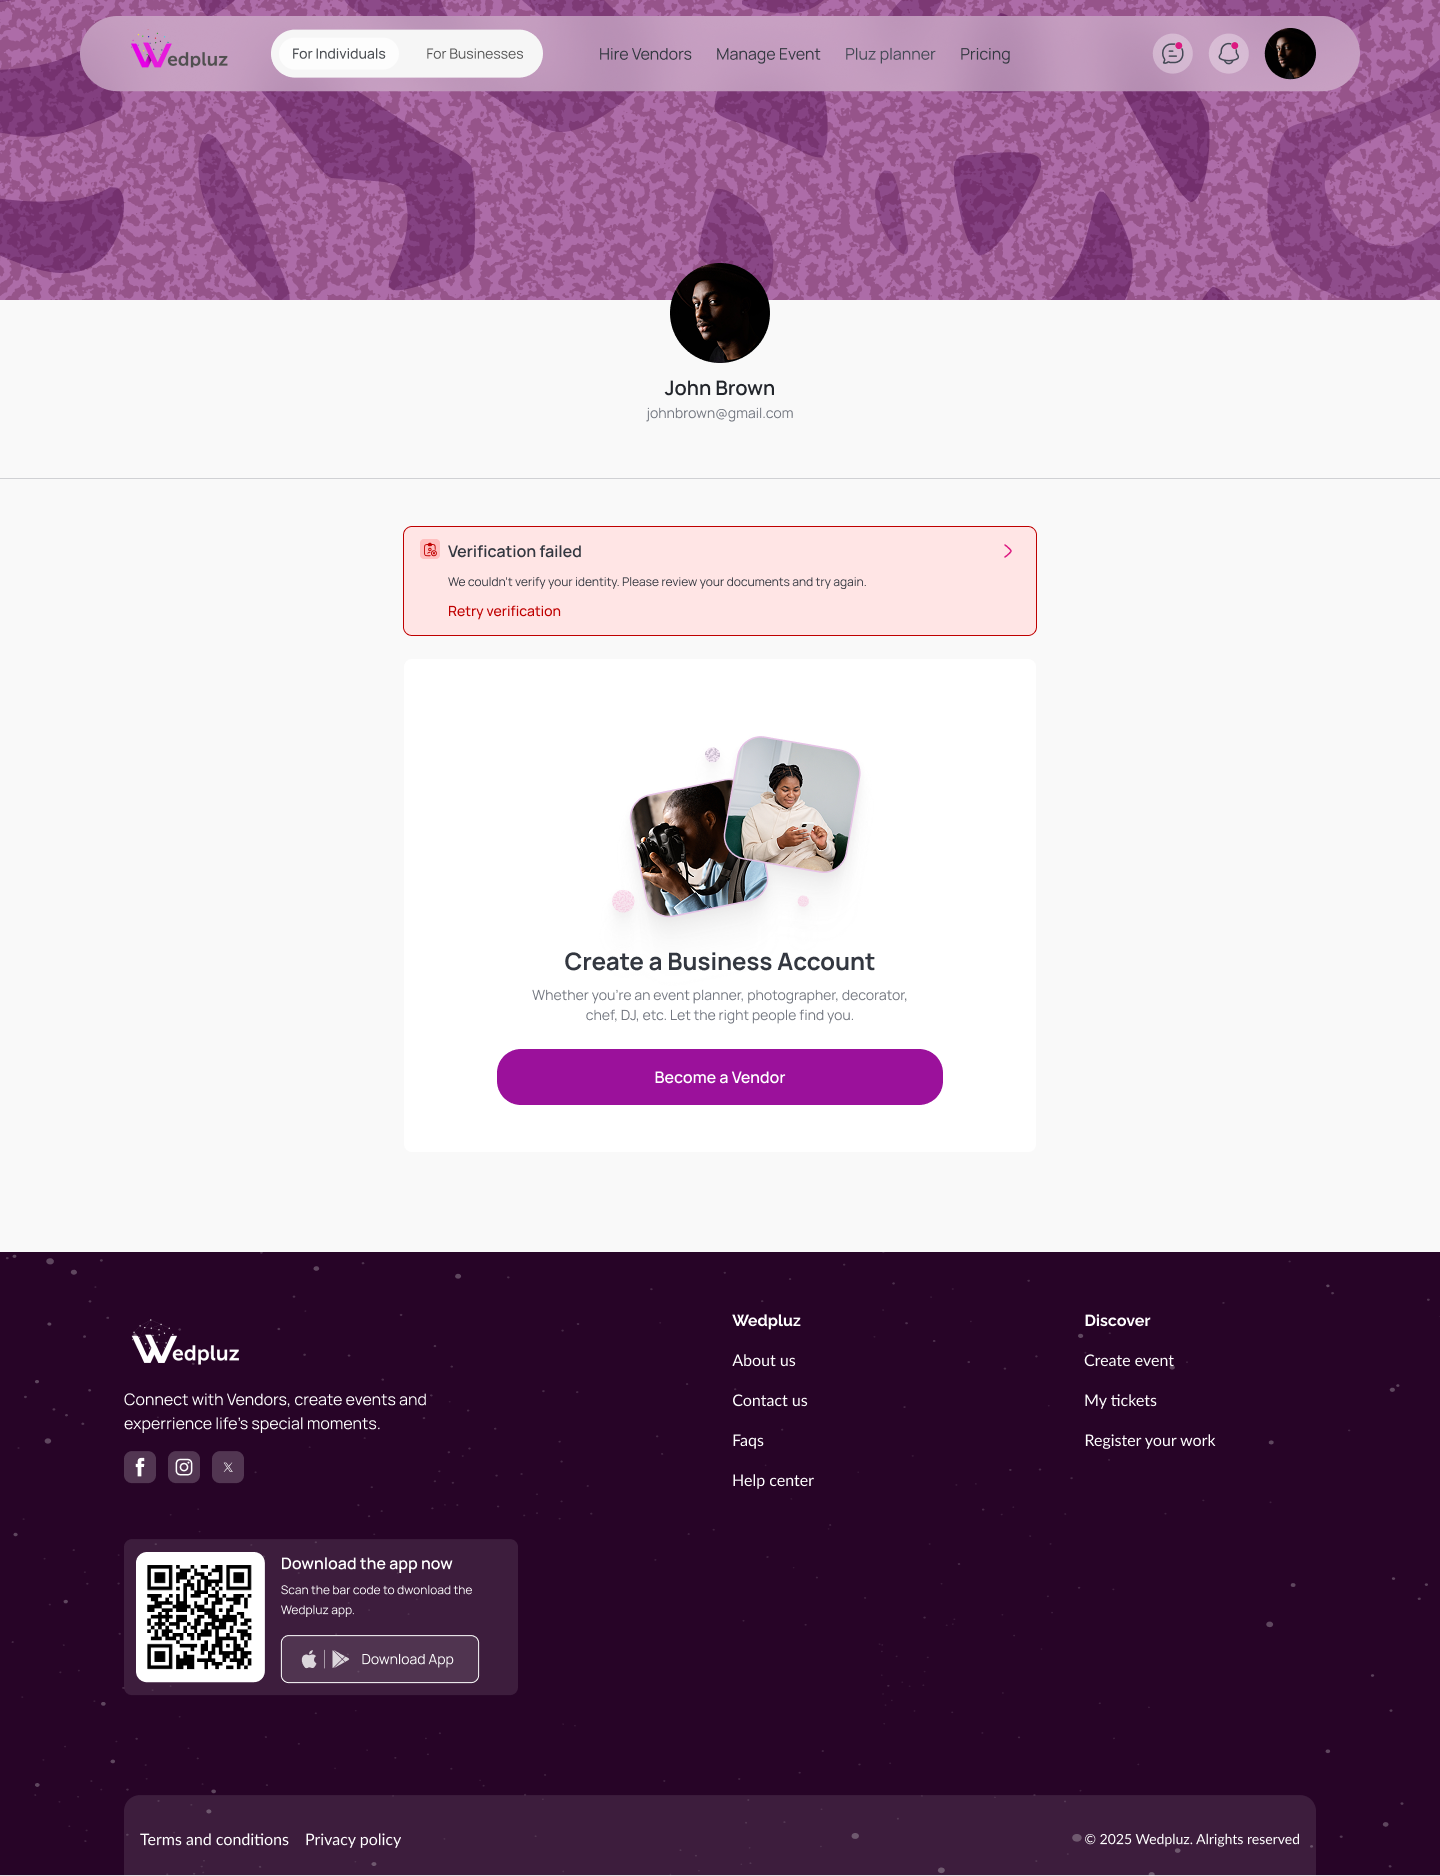 Wedpluz
For Individuals
For Businesses
Hire Vendors
Manage Event
Pluz planner
Pricing
John Brown
johnbrown@gmail.com
Verification failed
We couldn't verify your identity. Please review your documents and try again.
Retry verification
Create a Business Account
Whether you're an event planner, photographer, decorator,
chef, DJ, etc. Let the right people find you.
Become a Vendor
Wedpluz
Connect with Vendors, create events and
experrience life's special moments.
Wedpluz
About us
Contact us
Faqs
Help center
Discover
Create event
My tickets
Register your work
Download the app now
Scan the bar code to dwonload the
Wedpluz app.
Download App
Terms and conditions
Privacy policy
© 2025 Wedpluz. Alrights reserved